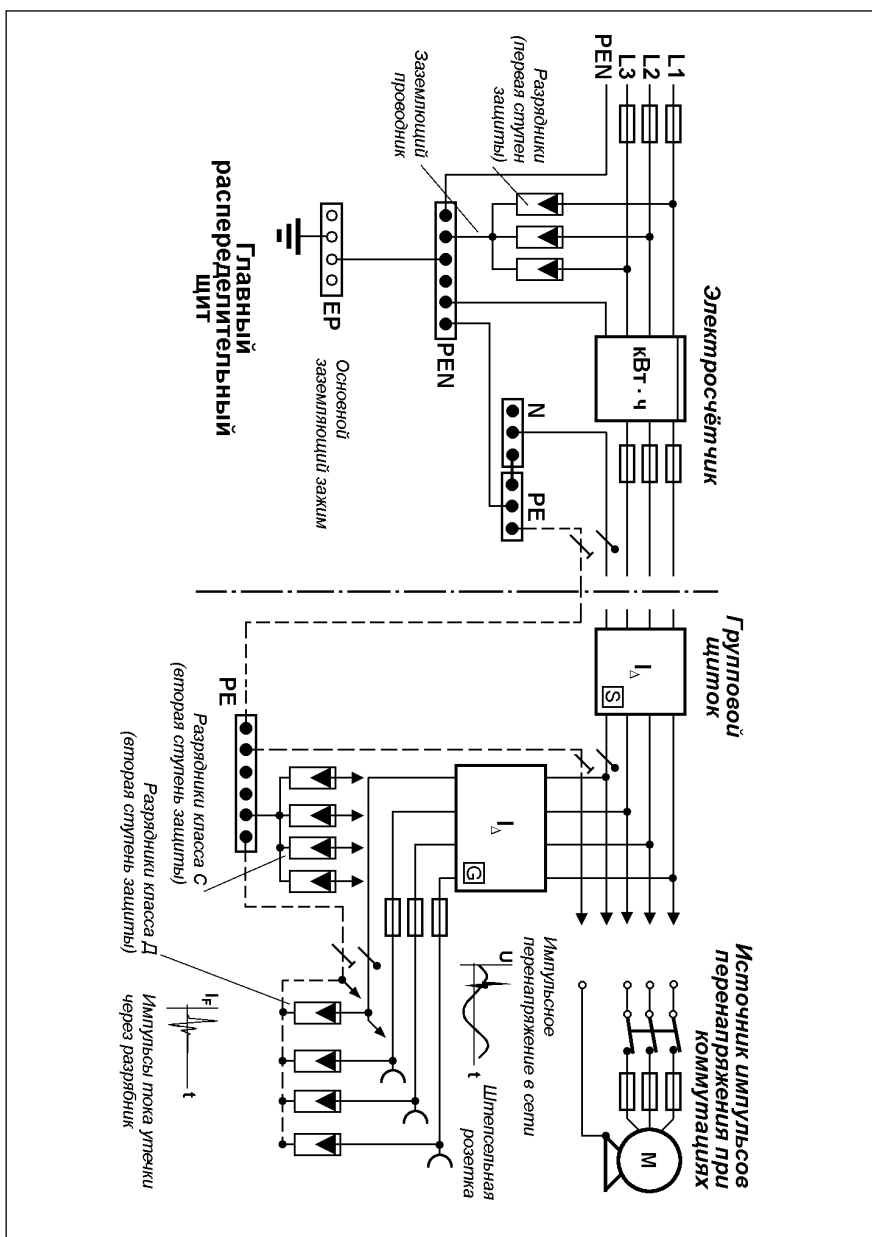 L1
L2
L3
PEN
Разрядники
(первая ступен
защиты)
Заземляющий
проводник
Электросчётчик
кВт · ч
PEN
EP
Основной
заземляющий зажим
Главный
распределительный
щит
N
PE
Групповой
щиток
I△
S
I△
G
PE
Разрядники класса С
(вторая ступень защиты)
Разрядники класса Д
(вторая ступень защиты)
Источник импульсов
перенапряжения при
коммутациях
M
Импульсное
перенапряжение в сети
U
t
Штепсельная
розетка
IF
t
Импульсы тока утечки
через разрябник